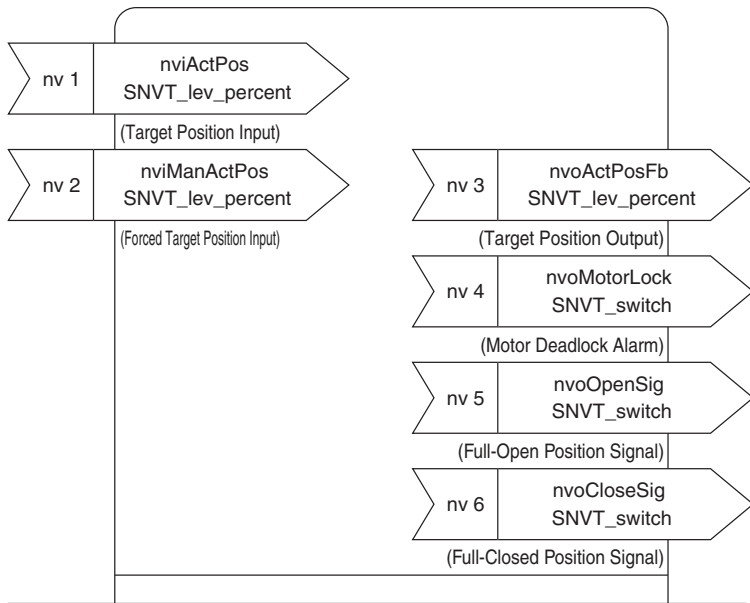 nv 1
nviActPos
SNVT_lev_percent
(Target Position Input)
nv 2
nviManActPos
SNVT_lev_percent
(Forced Target Position Input)
nv 3
nvoActPosFb
SNVT_lev_percent
(Target Position Output)
nv 4
nvoMotorLock
SNVT_switch
(Motor Deadlock Alarm)
nv 5
nvoOpenSig
SNVT_switch
(Full-Open Position Signal)
nv 6
nvoCloseSig
SNVT_switch
(Full-Closed Position Signal)